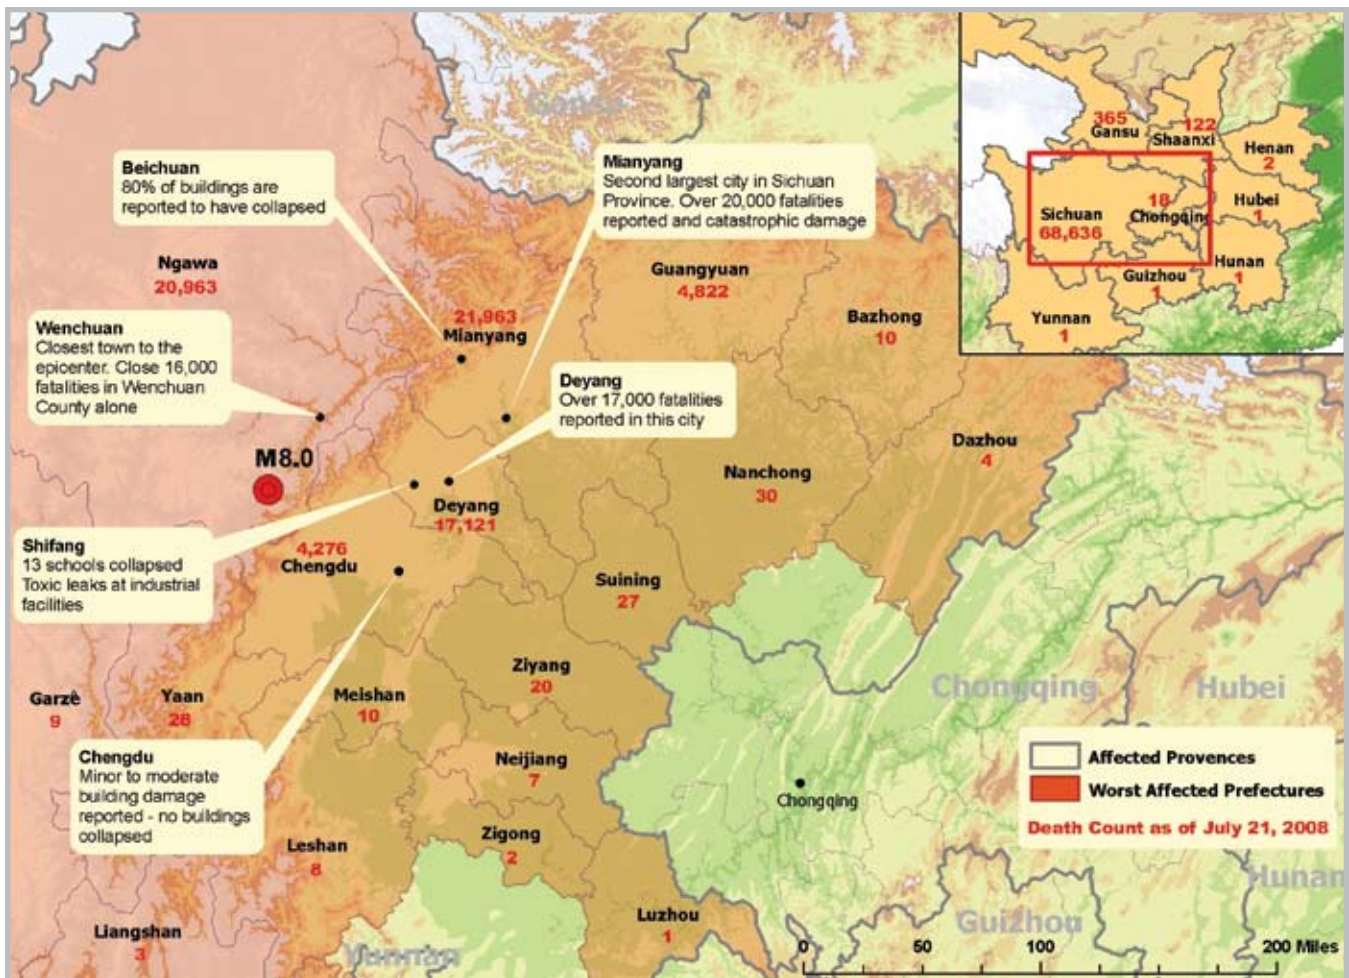 Gansu
365
Gansu
122
Shaanxi
Henan
2
18
Chongqing
Hubei
1
Sichuan
68,636
Hunan
1
Guizhou
1
Yunnan
1
Beichuan
80% of buildings are
reported to have collapsed
Mianyang
Second largest city in Sichuan
Province. Over 20,000 fatalities
reported and catastrophic damage
Ngawa
20,963
Guangyuan
4,822
Bazhong
10
21,963
Mianyang
Wenchuan
Closest town to the
epicenter. Close 16,000
fatalities in Wenchuan
County alone
Deyang
Over 17,000 fatalities
reported in this city
Dazhou
4
M8.0
Nanchong
30
Deyang
17,121
Shifang
13 schools collapsed
Toxic leaks at industrial
facilities
4,276
Chengdu
Suining
27
Ziyang
20
Garzê
9
Yaan
28
Meishan
10
Chongqing
Hubei
Chengdu
Minor to moderate
building damage
reported - no buildings
collapsed
Neijiang
7
Affected Provences
Worst Affected Prefectures
Death Count as of July 21, 2008
Chongqing
Zigong
2
Leshan
8
Hunan
Luzhou
1
Guizhou
Liangshan
3
Yunnan
0 50 100 200 Miles